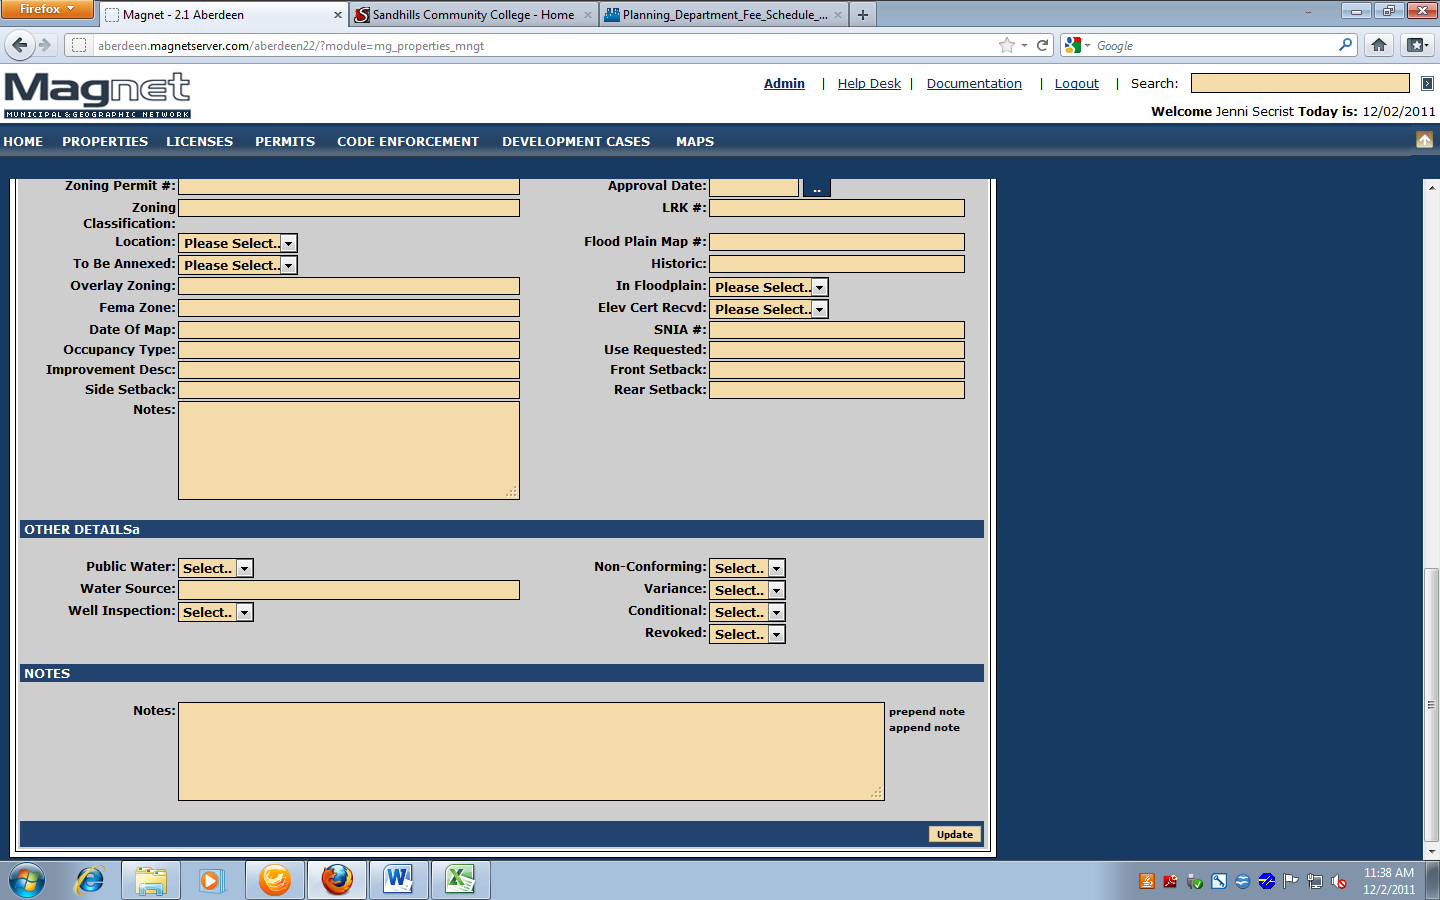 Firefox
Magnet - 2.1 Aberdeen
Sandhills Community College - Home
Planning_Department_Fee_Schedule_...
aberdeen.magnetserver.com/aberdeen22/?module=mg_properties_mngt
Google
Magnet
MUNICIPAL & GEOGRAPHIC NETWORK
Admin | Help Desk | Documentation | Logout | Search:
Welcome Jenni Secrist Today is: 12/02/2011
HOME PROPERTIES LICENSES PERMITS CODE ENFORCEMENT DEVELOPMENT CASES MAPS
Zoning Permit #: Approval Date: ..
Zoning Classification: LRK #:
Location: Please Select.. Flood Plain Map #:
To Be Annexed: Please Select.. Historic:
Overlay Zoning: In Floodplain: Please Select..
Fema Zone: Elev Cert Recvd: Please Select..
Date Of Map: SNIA #:
Occupancy Type: Use Requested:
Improvement Desc: Front Setback:
Side Setback: Rear Setback:
Notes:
OTHER DETAILSa
Public Water: Select.. Non-Conforming: Select..
Water Source: Variance: Select..
Well Inspection: Select.. Conditional: Select..
Revoked: Select..
NOTES
Notes: prepend note
append note
Update
11:38 AM
12/2/2011